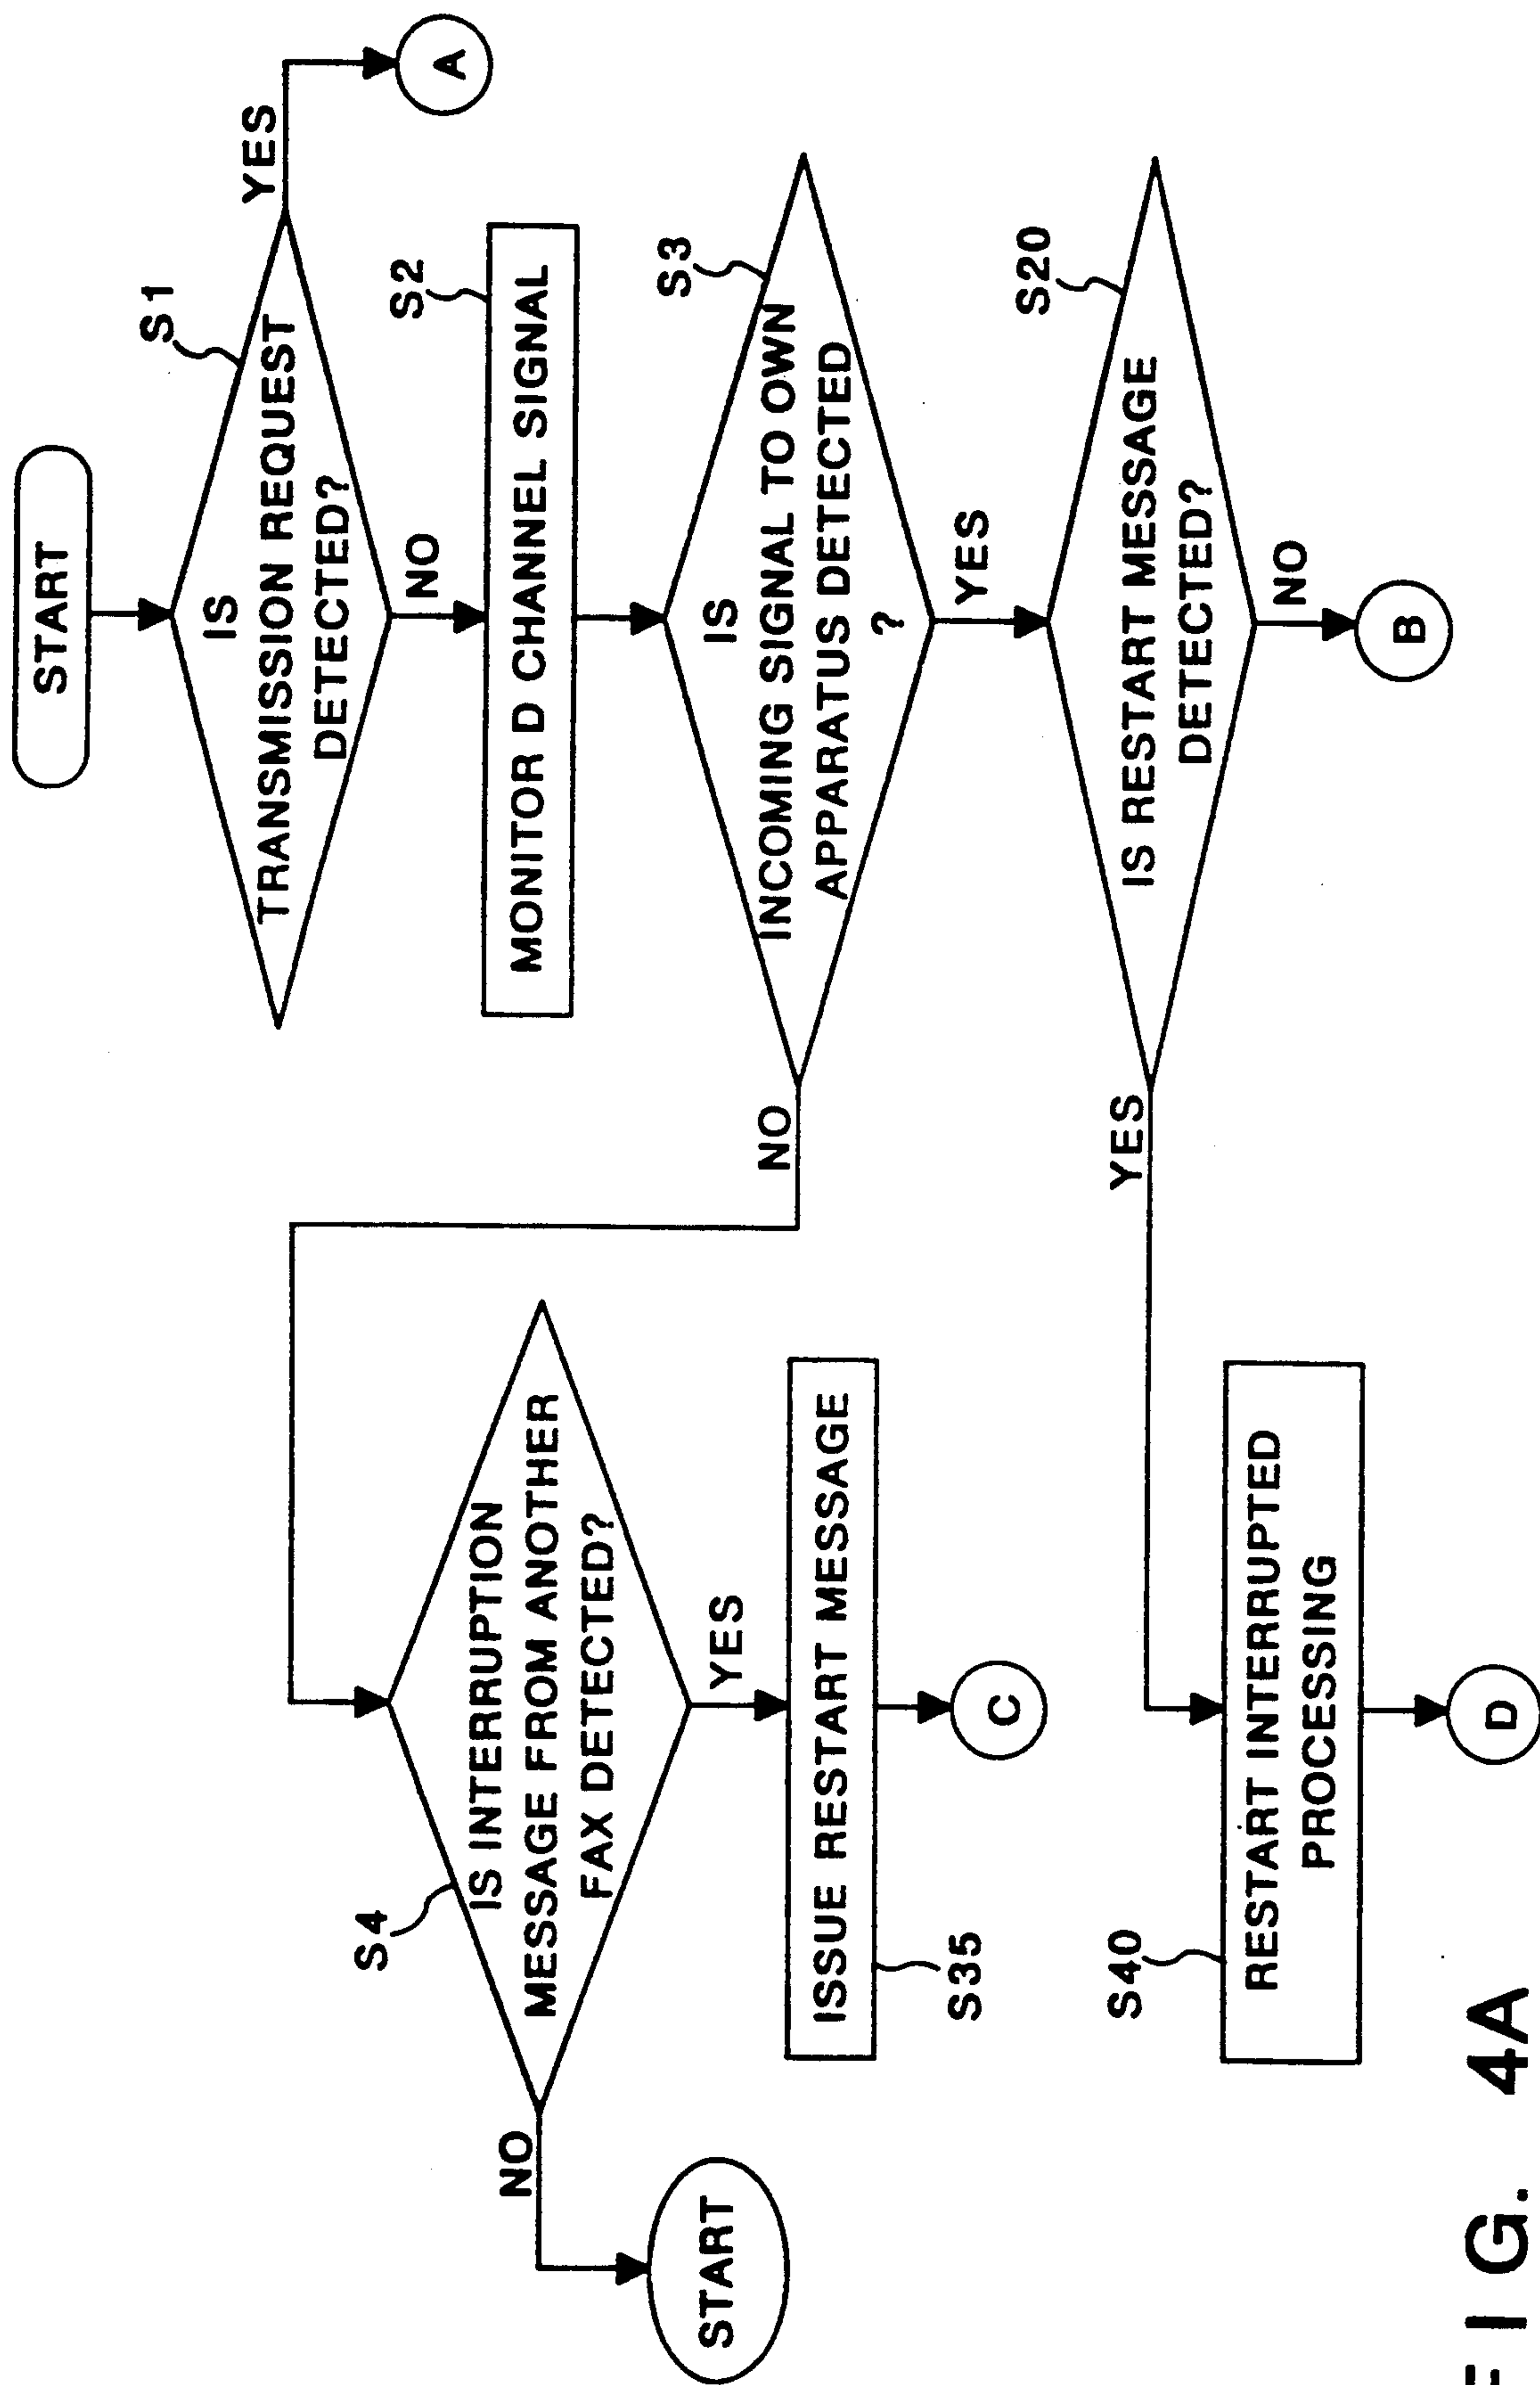 START
S1
IS
TRANSMISSION REQUEST
DETECTED?
YES
A
NO
S2
MONITOR D CHANNEL SIGNAL
S3
IS
INCOMING SIGNAL TO OWN
APPARATUS DETECTED
?
NO
YES
S4
IS INTERRUPTION
MESSAGE FROM ANOTHER
FAX DETECTED?
NO
START
YES
ISSUE RESTART MESSAGE
S35
C
S20
IS RESTART MESSAGE
DETECTED?
YES
NO
B
S40
RESTART INTERRUPTED
PROCESSING
D
FIG. 4A